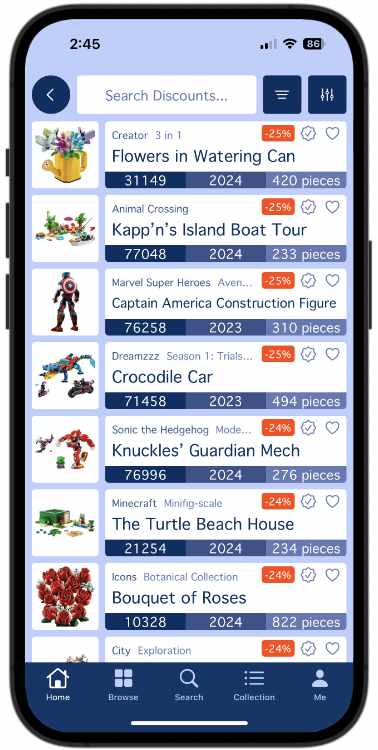 2:45
86
Search Discounts...
Creator 3 in 1 -25%
Flowers in Watering Can
31149 2024 420 pieces
Animal Crossing -25%
Kapp'n's Island Boat Tour
77048 2024 233 pieces
Marvel Super Heroes Aven... -25%
Captain America Construction Figure
76258 2023 310 pieces
Dreamzzz Season 1: Trials... -25%
Crocodile Car
71458 2023 494 pieces
Sonic the Hedgehog Mode... -24%
Knuckles' Guardian Mech
76996 2024 276 pieces
Minecraft Minifig-scale -24%
The Turtle Beach House
21254 2024 234 pieces
Icons Botanical Collection -24%
Bouquet of Roses
10328 2024 822 pieces
City Exploration -24%
Home Browse Search Collection Me